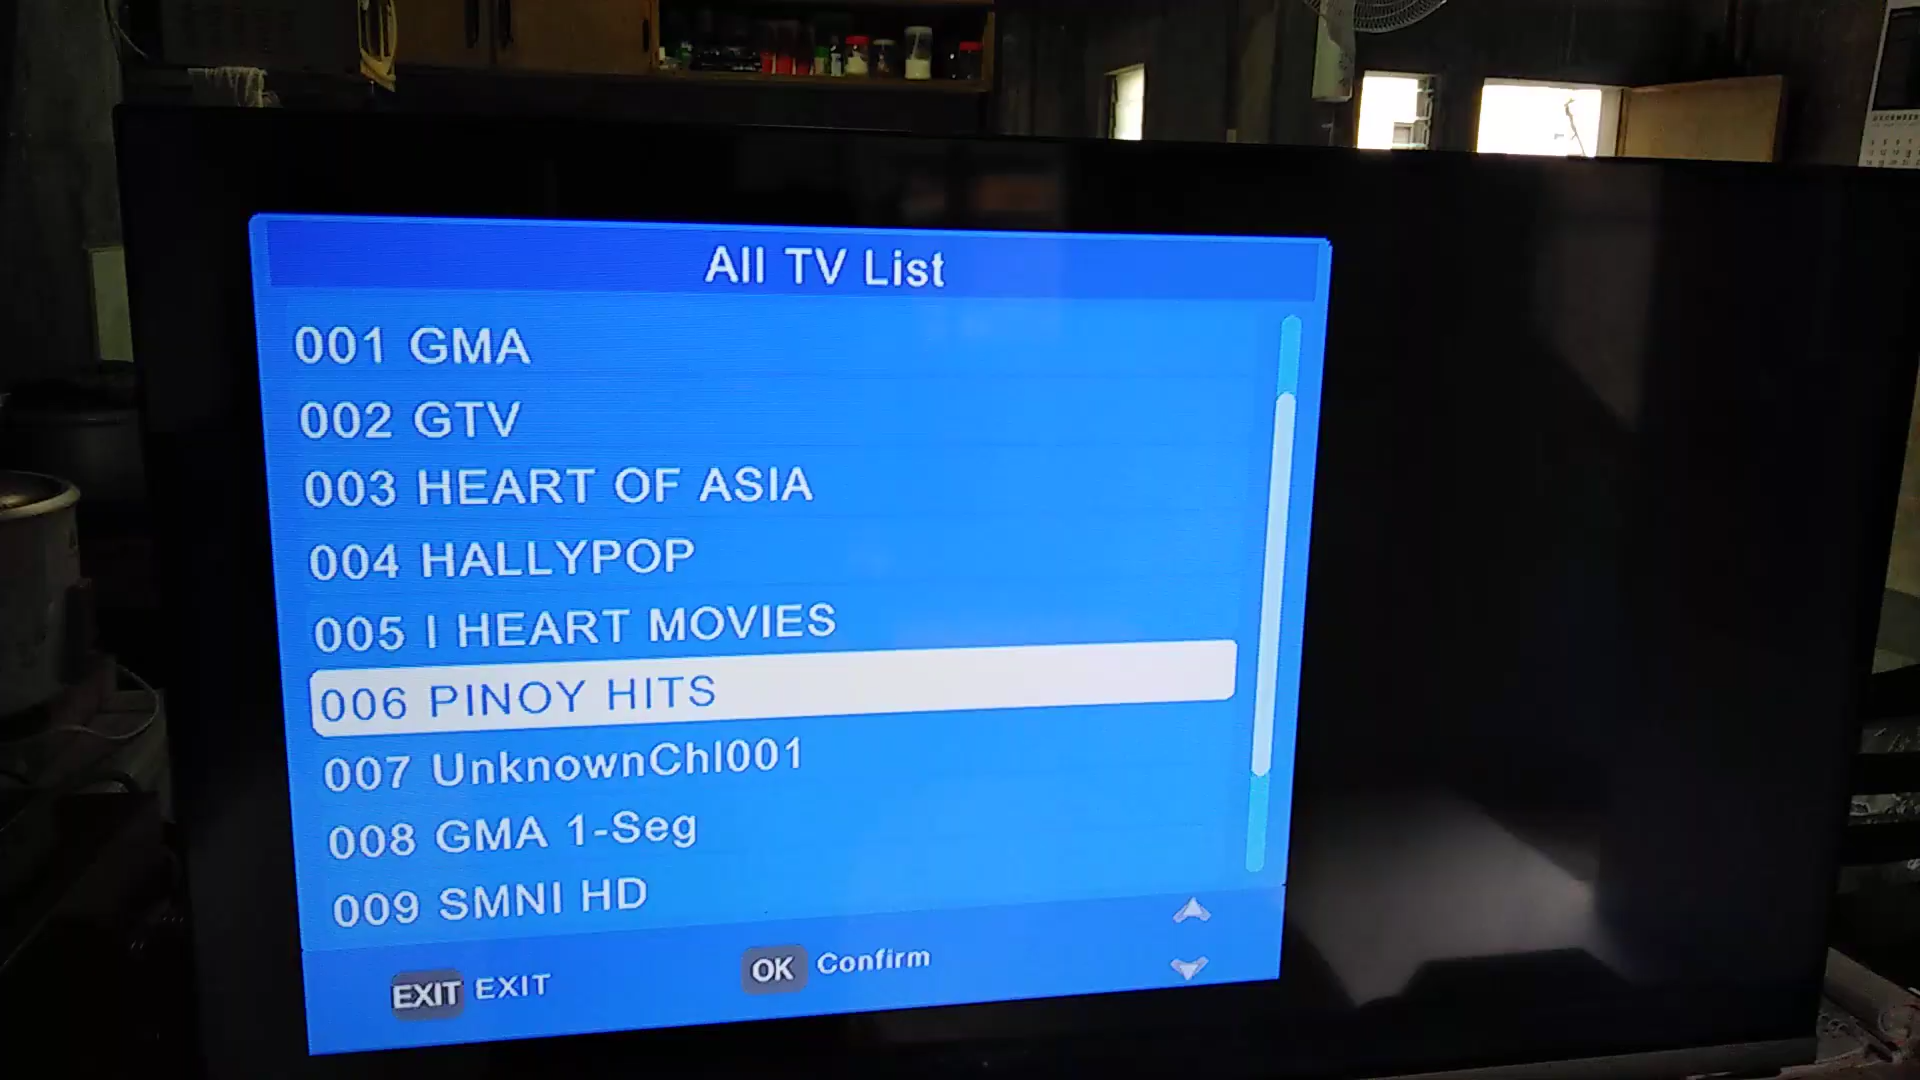 DECEMBER
All TV List
001 GMA
002 GTV
003 HEART OF ASIA
004 HALLYPOP
005 I HEART MOVIES
006 PINOY HITS
007 UnknownChl001
008 GMA 1-Seg
009 SMNI HD
EXIT EXIT
OK Confirm